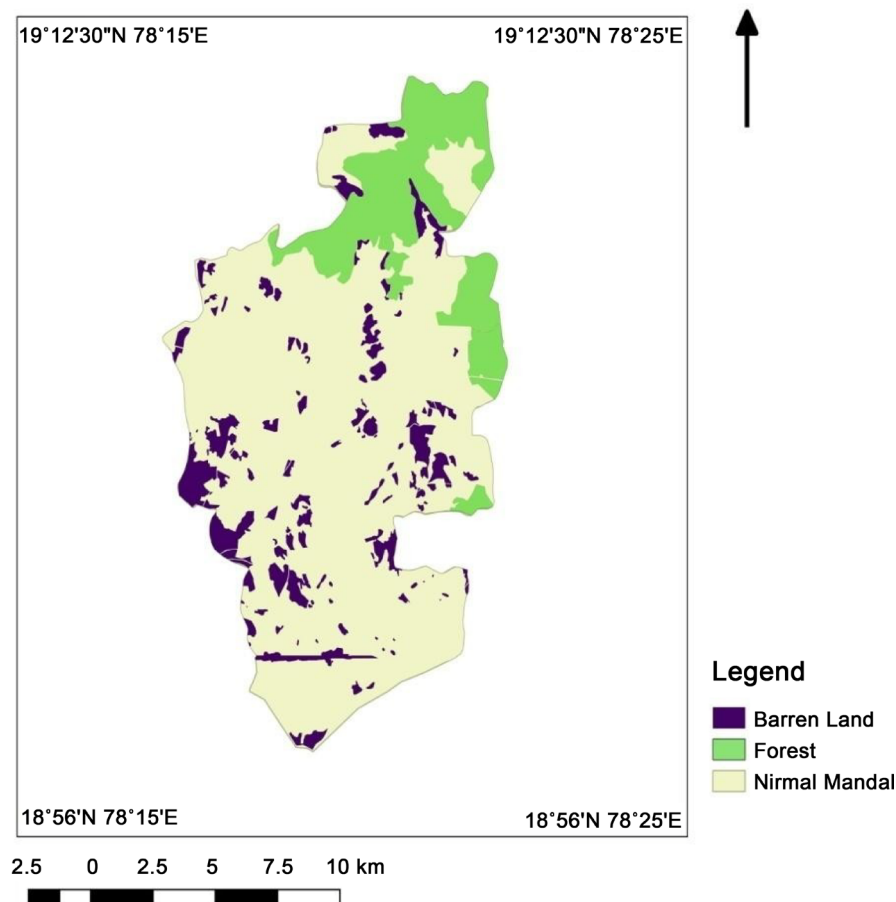 19˚12'30"N 78˚15'E 19˚12'30"N 78˚25'E
Legend
Barren Land
Forest
Nirmal Mandal
18˚56'N 78˚15'E 18˚56'N 78˚25'E
2.5 0 2.5 5 7.5 10 km